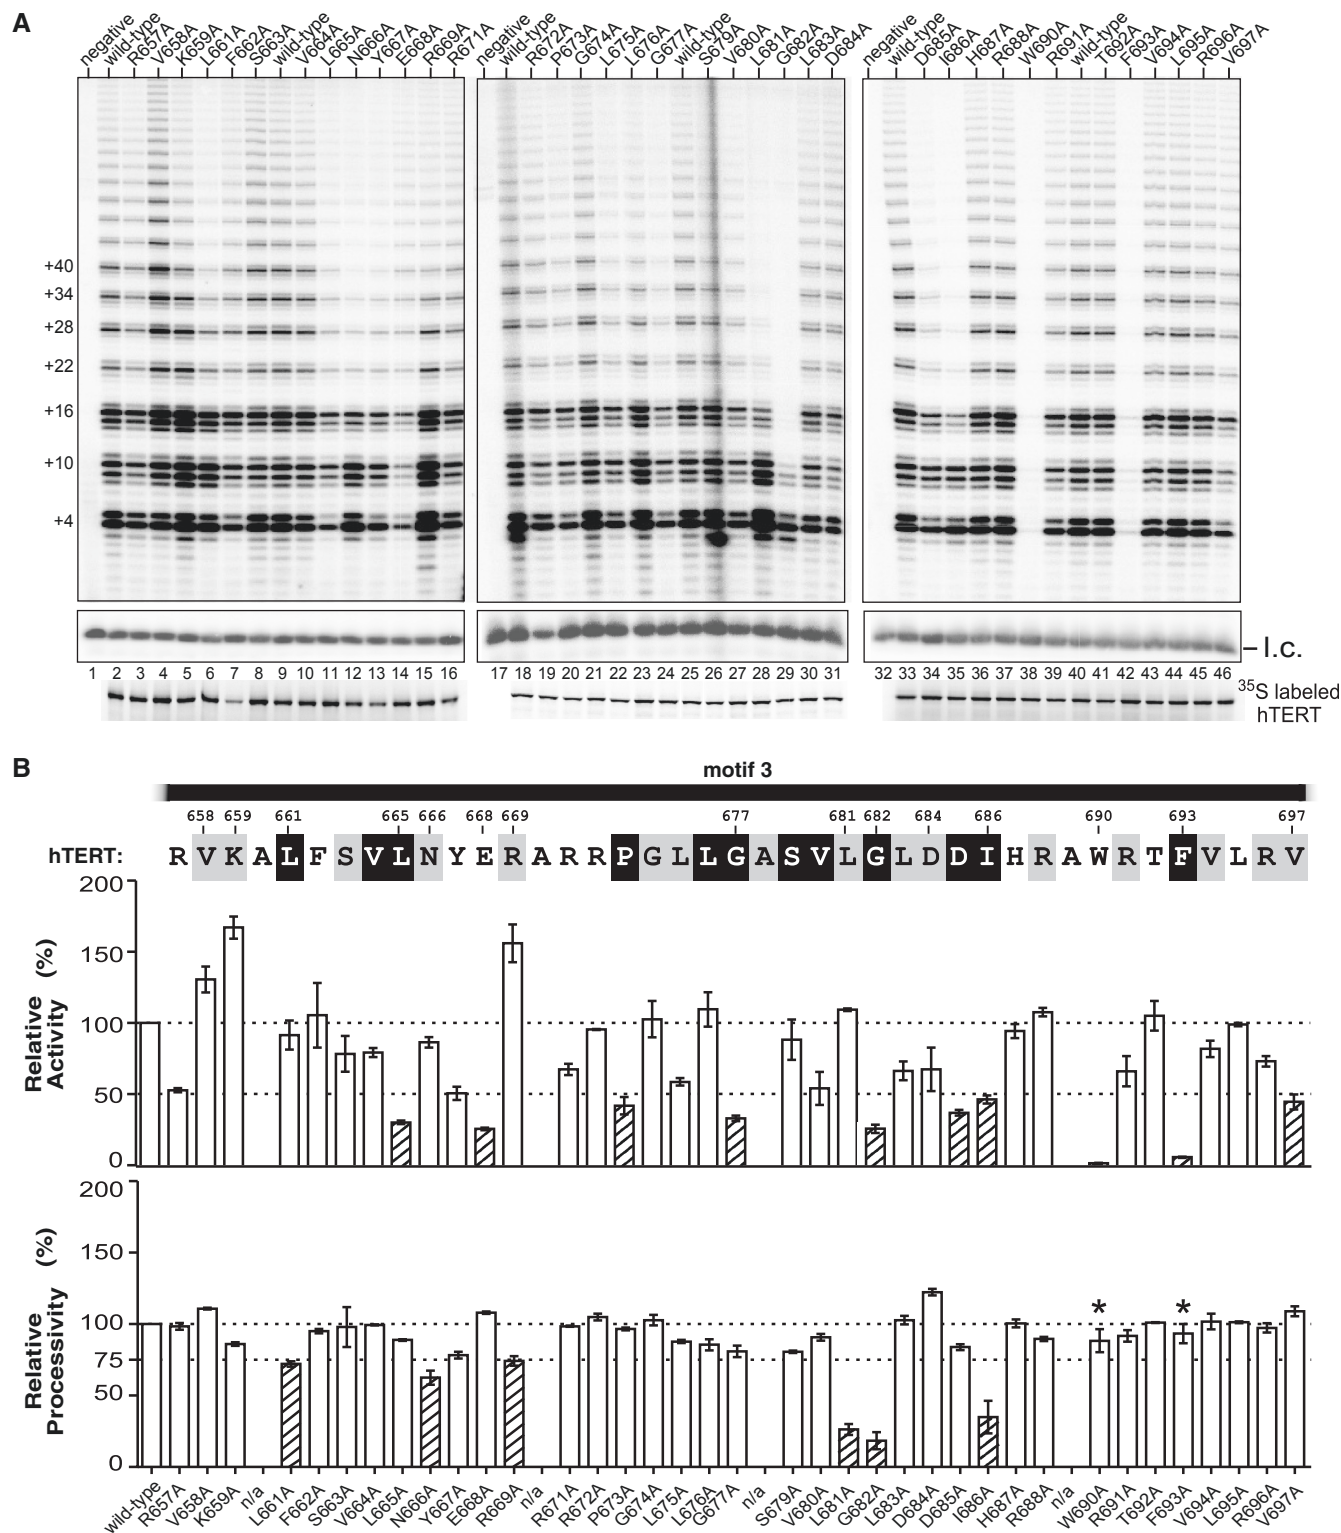 A
negative wild-type R657A V658A K659A L661A F662A S663A wild-type V664A L665A N666A Y667A E668A R669A R671A
negative wild-type R672A P673A G674A L675A L676A G677A wild-type S679A V680A L681A G682A L683A D684A
negative wild-type D685A I686A H687A R688A W690A R691A wild-type T692A F693A V694A L695A R696A V697A
+40
+34
+28
+22
+16
+10
+4
l.c.
1 2 3 4 5 6 7 8 9 10 11 12 13 14 15 16 17 18 19 20 21 22 23 24 25 26 27 28 29 30 31 32 33 34 35 36 37 38 39 40 41 42 43 44 45 46
35S labeled
hTERT
B
motif 3
658 659 661 665 666 668 669 677 681 682 684 686 690 693 697
hTERT: R V K A L F S V L N Y E R A R R P G L L G A S V L G L D D I H R A W R T F V L R V
200
150
100
50
0
Relative
Activity (%)
200
150
100
75
50
0
Relative
Processivity (%)
* *
wild-type R657A V658A K659A n/a L661A F662A S663A V664A L665A N666A Y667A E668A R669A n/a R671A R672A P673A G674A L675A L676A G677A n/a S679A V680A L681A G682A L683A D684A D685A I686A H687A R688A n/a W690A R691A T692A F693A V694A L695A R696A V697A